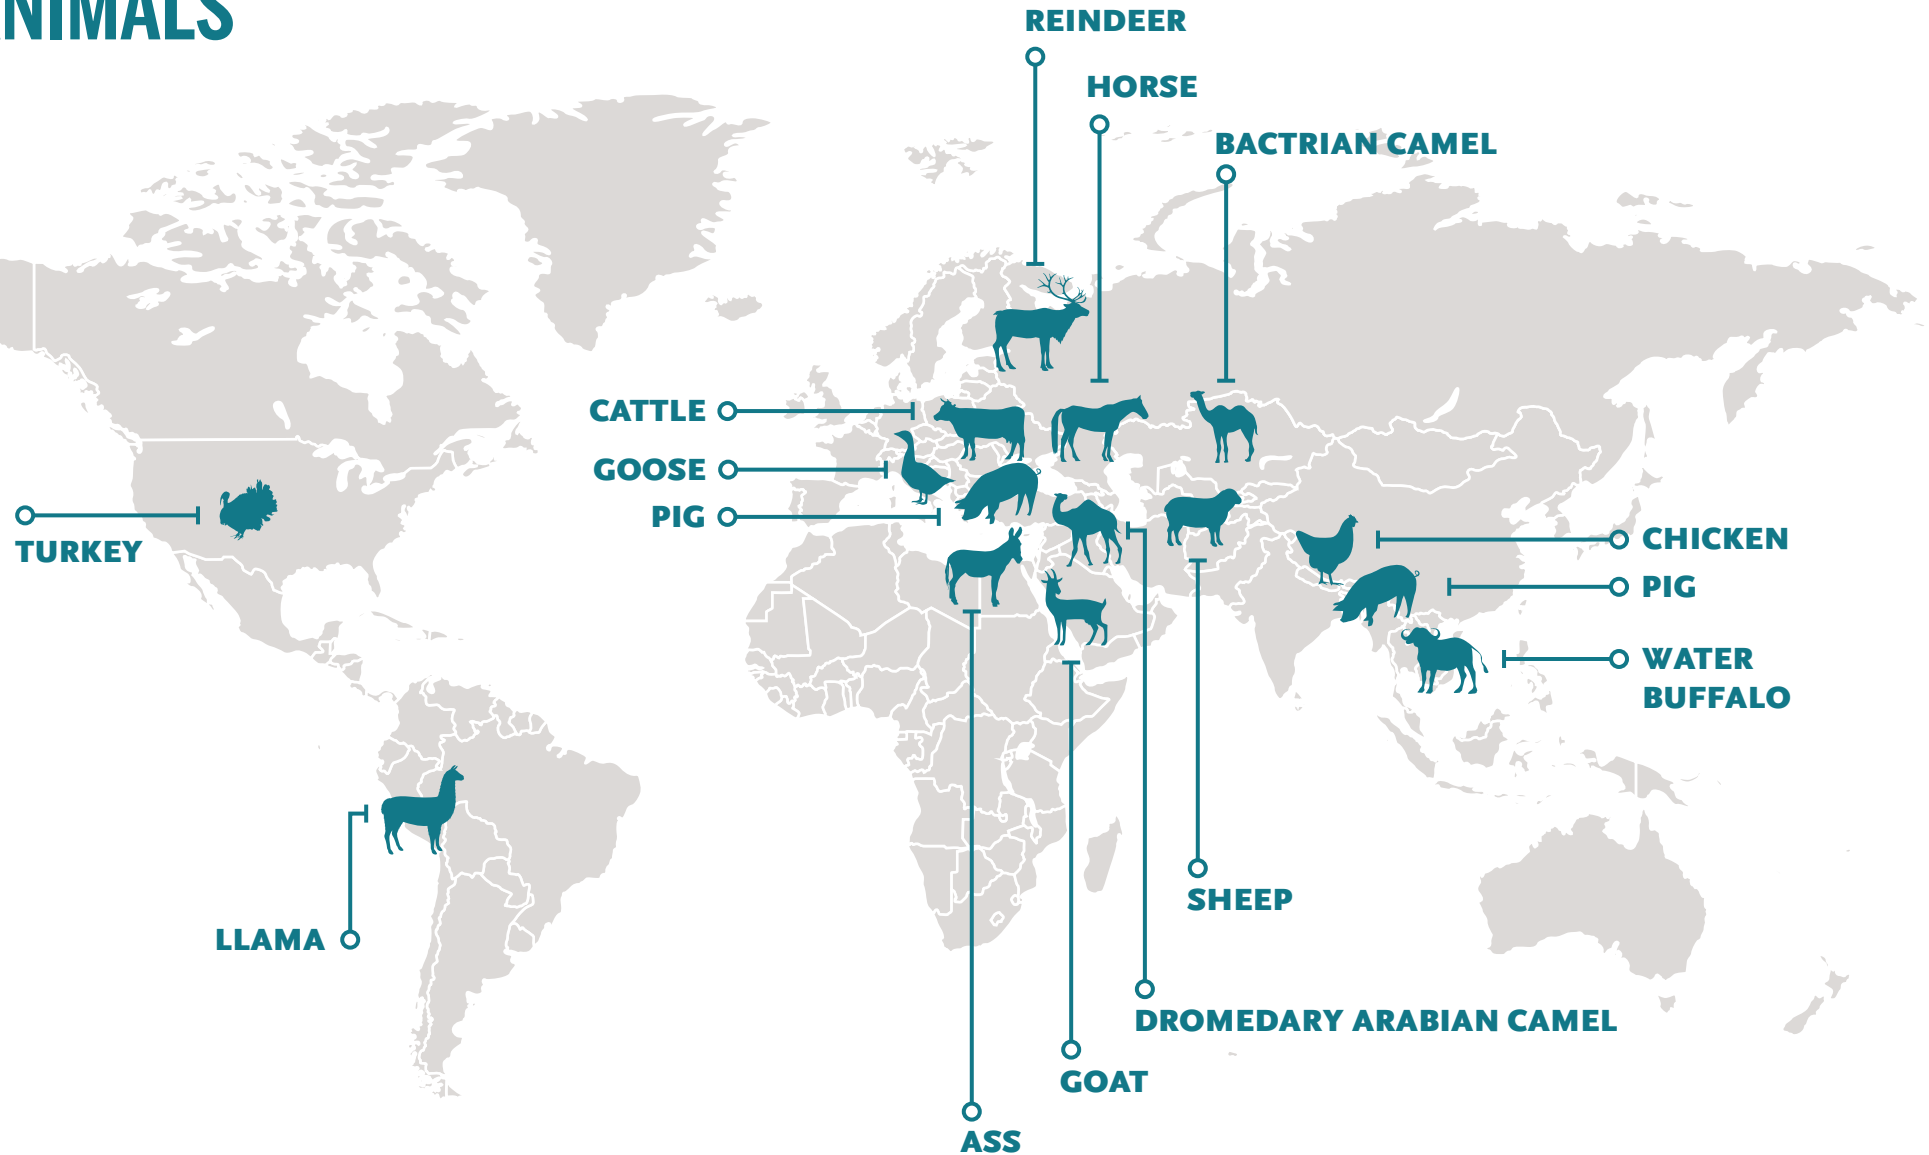 NIMALS
REINDEER
HORSE
BACTRIAN CAMEL
CATTLE
GOOSE
PIG
TURKEY
CHICKEN
PIG
WATER
BUFFALO
SHEEP
LLAMA
DROMEDARY ARABIAN CAMEL
GOAT
ASS